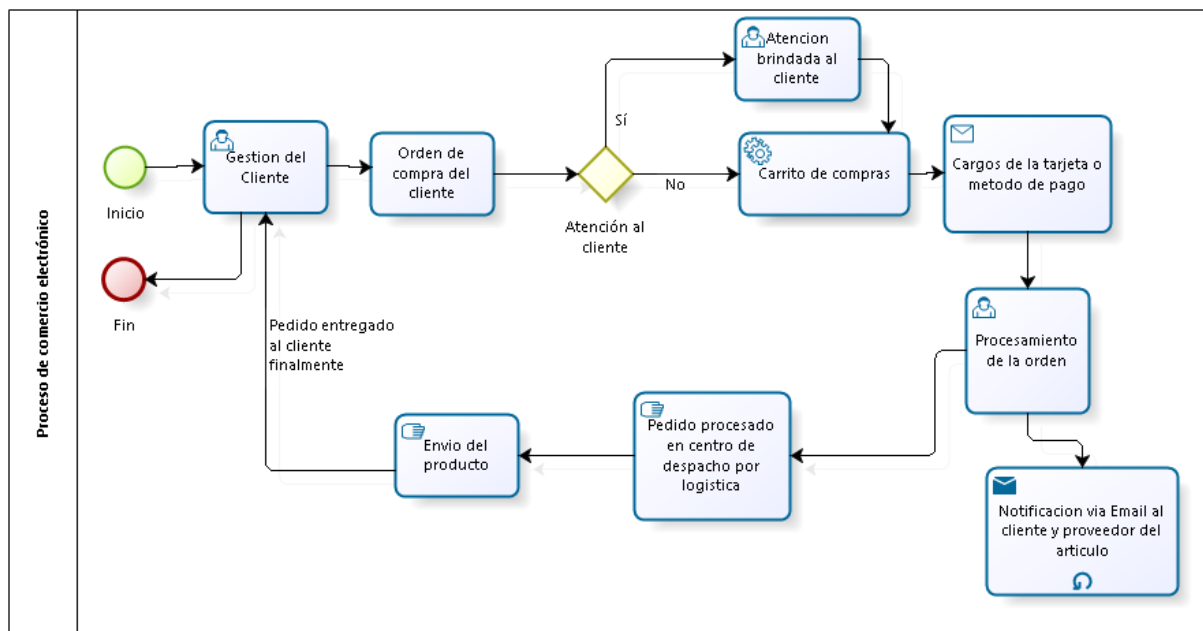 Proceso de comercio electrónico
Inicio
Gestion del
Cliente
Orden de
compra del
cliente
Atención al
cliente
Sí
No
Atencion
brindada al
cliente
Carrito de compras
Cargos de la tarjeta o
metodo de pago
Procesamiento
de la orden
Notificacion via Email al
cliente y proveedor del
articulo
Pedido procesado
en centro de
despacho por
logistica
Envio del
producto
Pedido entregado
al cliente
finalmente
Fin